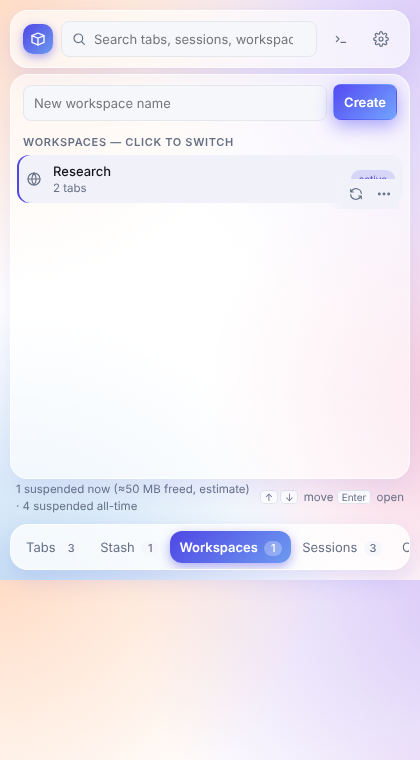 Search tabs, sessions, workspac
New workspace name
Create
WORKSPACES — CLICK TO SWITCH
Research
2 tabs
active
1 suspended now (≈50 MB freed, estimate)
· 4 suspended all-time
↑ ↓ move Enter open
Tabs 3 Stash 1 Workspaces 1 Sessions 3